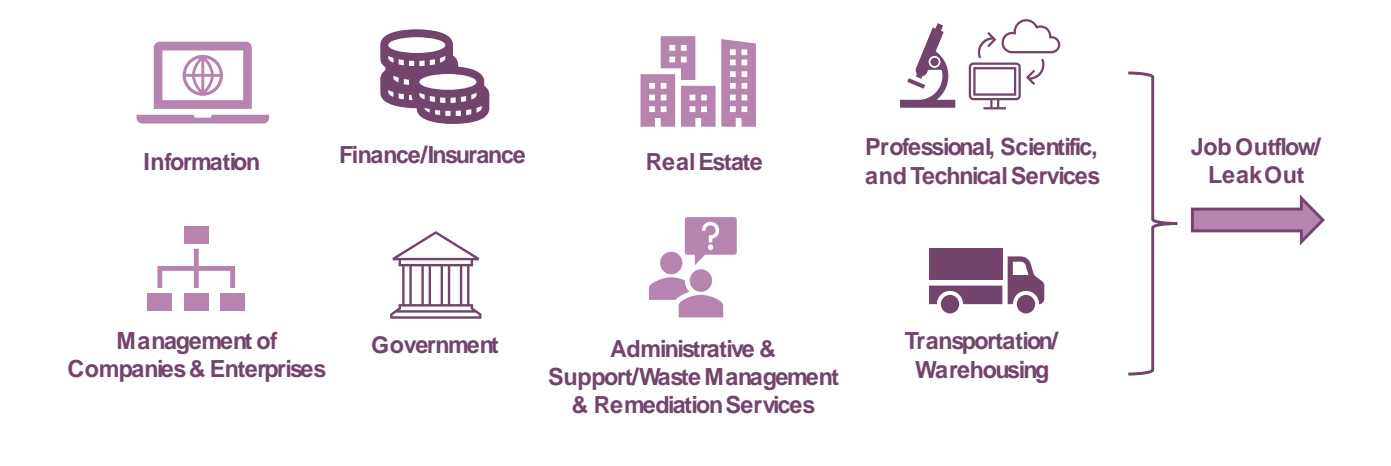 Information
Finance/Insurance
Real Estate
Professional, Scientific,
and Technical Services
Job Outflow/
Leak Out
?
Management of
Companies & Enterprises
Government
Administrative &
Support/Waste Management
& Remediation Services
Transportation/
Warehousing